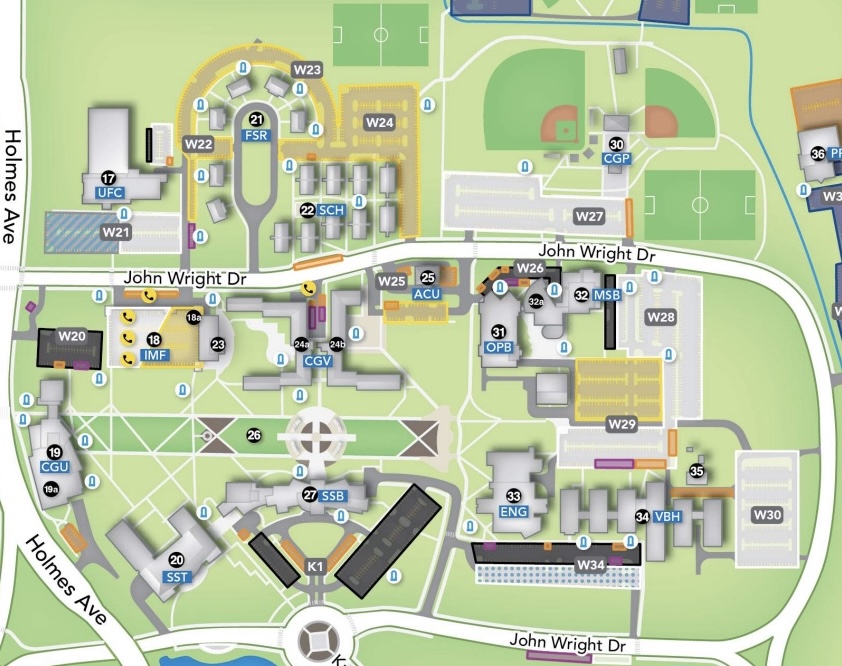 W23
W24
21
FSR
W22
30
CGP
36
17
UFC
22 SCH
W27
W21
Holmes Ave
John Wright Dr
John Wright Dr
W26
25
ACU
W25
32a
32 MSB
W28
18a
18
IMF
23
24a
24b
CGV
31
OPB
W20
W29
26
19
CGU
19a
27 SSB
35
33
ENG
34 VBH
W30
20
SST
K1
W34
Holmes Ave
John Wright Dr